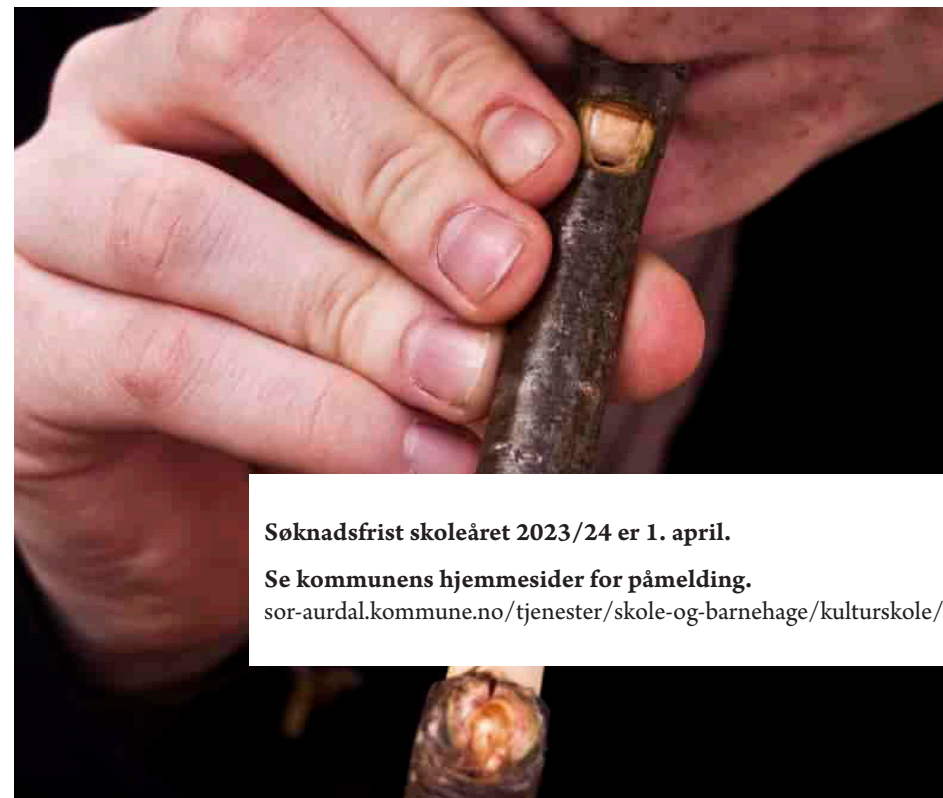 Søknadsfrist skoleåret 2023/24 er 1. april.
Se kommunens hjemmesider for påmelding.
sor-aurdal.kommune.no/tjenester/skole-og-barnehage/kulturskole/